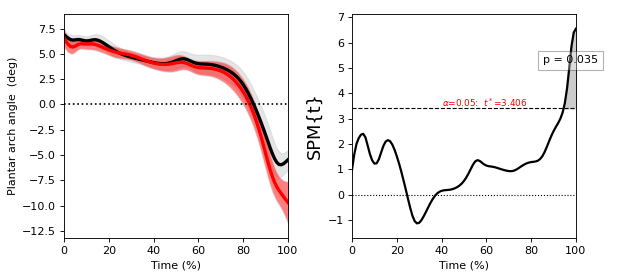 7.5
5.0
2.5
0.0
−2.5
−5.0
−7.5
−10.0
−12.5
Plantar arch angle (deg)
0 20 40 60 80 100
Time (%)
7
6
5
4
3
2
1
0
−1
SPM{t}
p = 0.035
α=0.05: t*=3.406
0 20 40 60 80 100
Time (%)